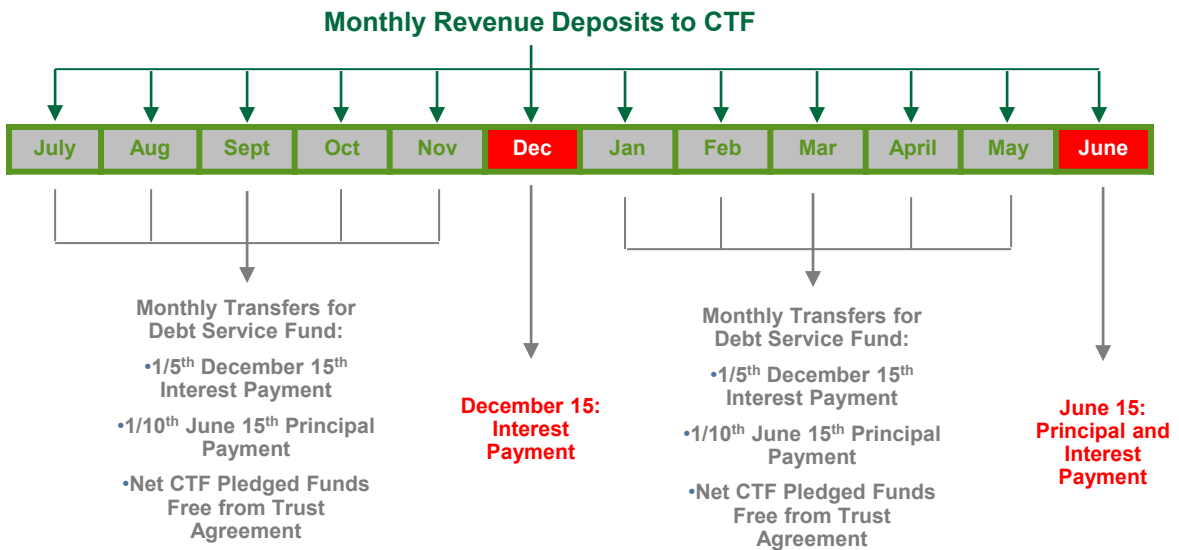 Monthly Revenue Deposits to CTF
July Aug Sept Oct Nov Dec Jan Feb Mar April May June
Monthly Transfers for
Debt Service Fund:
•1/5th December 15th
Interest Payment
•1/10th June 15th Principal
Payment
•Net CTF Pledged Funds
Free from Trust
Agreement
December 15:
Interest
Payment
Monthly Transfers for
Debt Service Fund:
•1/5th December 15th
Interest Payment
•1/10th June 15th Principal
Payment
•Net CTF Pledged Funds
Free from Trust
Agreement
June 15:
Principal and
Interest
Payment